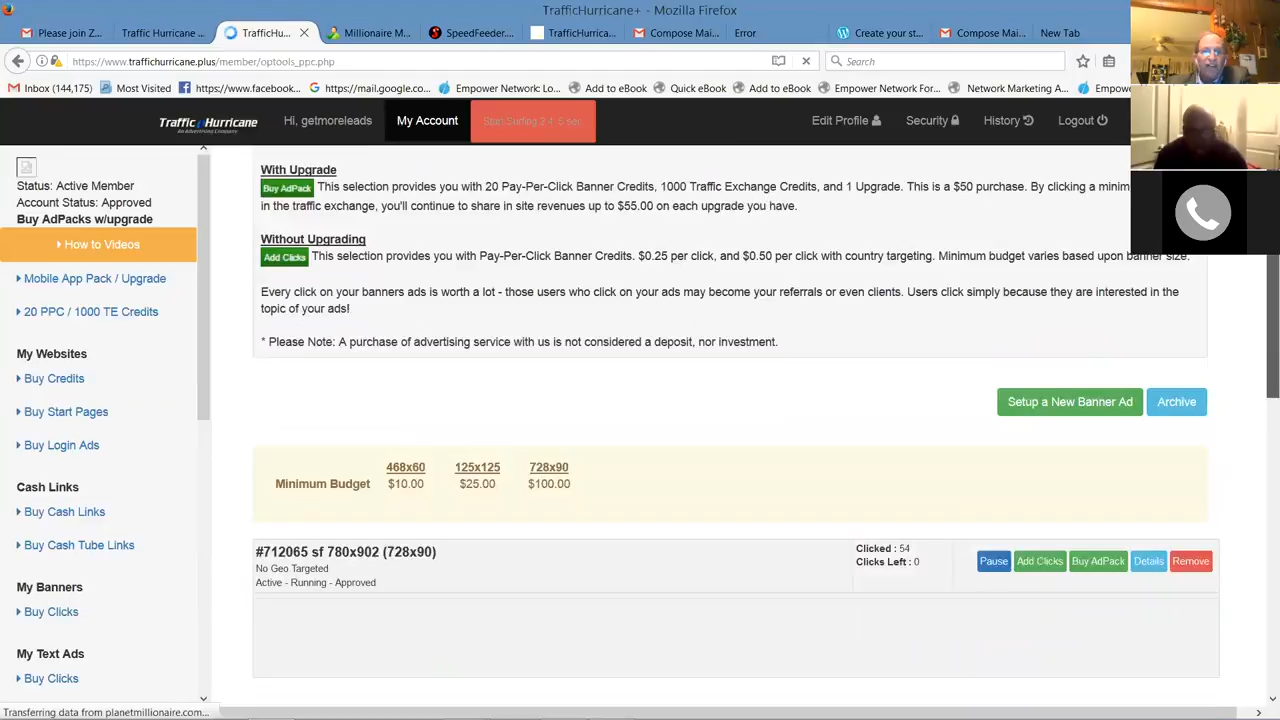 TrafficHurricane+ - Mozilla Firefox
Please join Z...
Traffic Hurricane ...
TrafficHu...
Millionaire M...
SpeedFeeder....
TrafficHurrica...
Compose Mai...
Error
Create your st...
Compose Mai...
New Tab
https://www.traffichurricane.plus/member/optools_ppc.php
Search
Inbox (144,175)
Most Visited
https://www.facebook...
https://mail.google.co...
Empower Network: Lo...
Add to eBook
Quick eBook
Add to eBook
Empower Network For...
Network Marketing A...
Empowe
Traffic Hurricane
An Advertising Company
Hi, getmoreleads
My Account
Start Surfing 3 4 5 sec
Edit Profile
Security
History
Logout
Status: Active Member
Account Status: Approved
Buy AdPacks w/upgrade
How to Videos
Mobile App Pack / Upgrade
20 PPC / 1000 TE Credits
My Websites
Buy Credits
Buy Start Pages
Buy Login Ads
Cash Links
Buy Cash Links
Buy Cash Tube Links
My Banners
Buy Clicks
My Text Ads
Buy Clicks
With Upgrade
Buy AdPack This selection provides you with 20 Pay-Per-Click Banner Credits, 1000 Traffic Exchange Credits, and 1 Upgrade. This is a $50 purchase. By clicking a minim
in the traffic exchange, you'll continue to share in site revenues up to $55.00 on each upgrade you have.
Without Upgrading
Add Clicks This selection provides you with Pay-Per-Click Banner Credits. $0.25 per click, and $0.50 per click with country targeting. Minimum budget varies based upon banner size.
Every click on your banners ads is worth a lot - those users who click on your ads may become your referrals or even clients. Users click simply because they are interested in the
topic of your ads!
* Please Note: A purchase of advertising service with us is not considered a deposit, nor investment.
Setup a New Banner Ad
Archive
468x60 125x125 728x90
Minimum Budget $10.00 $25.00 $100.00
#712065 sf 780x902 (728x90)
No Geo Targeted
Active - Running - Approved
Clicked : 54
Clicks Left : 0
Pause
Add Clicks
Buy AdPack
Details
Remove
Transferring data from planetmillionaire.com...